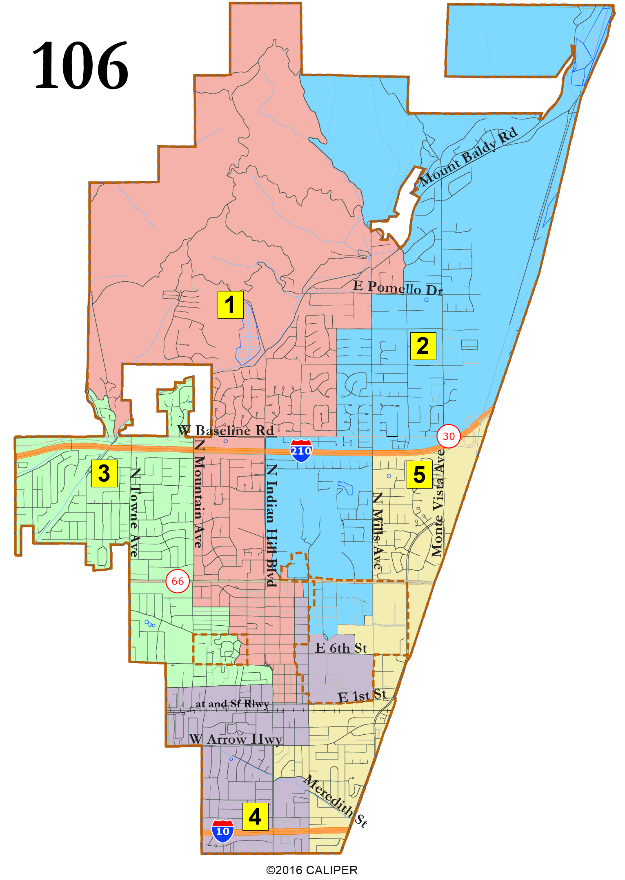 106
Mount Baldy Rd
E Pomello Dr
1
2
W Baseline Rd
30
210
3
5
N Towne Ave
N Mountain Ave
N Indian Hill Blvd
N Mills Ave
Monte Vista Ave
66
E 6th St
E 1st St
at and Sf Rlwy
W Arrow Hwy
Meredith St
4
10
©2016 CALIPER